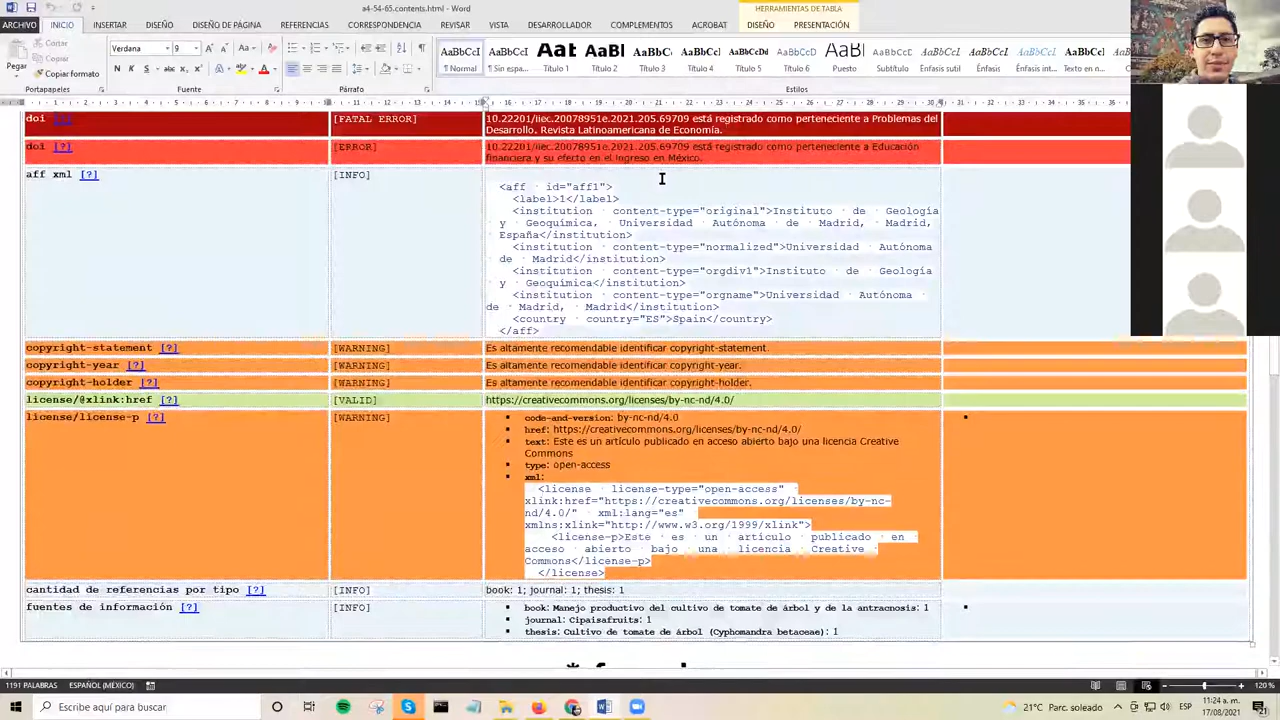 a4-54-65.contents.html - Word
HERRAMIENTAS DE TABLA
ARCHIVO INICIO INSERTAR DISEÑO DISEÑO DE PÁGINA REFERENCIAS CORRESPONDENCIA REVISAR VISTA DESARROLLADOR COMPLEMENTOS ACROBAT DISEÑO PRESENTACIÓN
Pegar
Cortar
Copiar
Copiar formato
Verdana 9
N K S abc
AaBbCcI AaBbCcI AaBb AaBbC AaBbCc AaBbCc AaBbCcDd AaBbCcD AaBb AaBbCcD AaBbCcI AaBbCcI AaBbCcI AaBbCcI
¶ Normal ¶ Sin espa... Título 1 Título 2 Título 3 Título 4 Título 5 Título 6 Puesto Subtítulo Énfasis sutil Énfasis Énfasis int... Texto en n...
Portapapeles Fuente Párrafo Estilos
doi [?] [FATAL ERROR] 10.22201/iiec.20078951e.2021.205.69709 está registrado como perteneciente a Problemas del
Desarrollo. Revista Latinoamericana de Economía.
doi [?] [ERROR] 10.22201/iiec.20078951e.2021.205.69709 está registrado como perteneciente a Educación
financiera y su efecto en el ingreso en México.
aff xml [?] [INFO]
<aff · id="aff1">
<label>1</label>
<institution · content-type="original">Instituto · de · Geología
y · Geoquímica, · Universidad · Autónoma · de · Madrid, · Madrid,
España</institution>
<institution · content-type="normalized">Universidad · Autónoma
· de · Madrid</institution>
<institution · content-type="orgdiv1">Instituto · de · Geología
y · Geoquímica</institution>
<institution · content-type="orgname">Universidad · Autónoma ·
de · Madrid, · Madrid</institution>
<country · country="ES">Spain</country>
</aff>
copyright-statement [?] [WARNING] Es altamente recomendable identificar copyright-statement.
copyright-year [?] [WARNING] Es altamente recomendable identificar copyright-year.
copyright-holder [?] [WARNING] Es altamente recomendable identificar copyright-holder.
license/@xlink:href [?] [VALID] https://creativecommons.org/licenses/by-nc-nd/4.0/
license/license-p [?] [WARNING] code-and-version: by-nc-nd/4.0
href: https://creativecommons.org/licenses/by-nc-nd/4.0/
text: Este es un artículo publicado en acceso abierto bajo una licencia Creative
Commons
type: open-access
xml:
<license · license-type="open-access" ·
xlink:href="https://creativecommons.org/licenses/by-nc-
nd/4.0/" · xml:lang="es" ·
xmlns:xlink="http://www.w3.org/1999/xlink">
<license-p>Este · es · un · artículo · publicado · en ·
acceso · abierto · bajo · una · licencia · Creative ·
Commons</license-p>
</license>
cantidad de referencias por tipo [?] [INFO] book: 1; journal: 1; thesis: 1
fuentes de información [?] [INFO] book: Manejo productivo del cultivo de tomate de árbol y de la antracnosis: 1
journal: Cipaisafruits: 1
thesis: Cultivo de tomate de árbol (Cyphomandra betaceae): 1
1191 PALABRAS ESPAÑOL (MÉXICO) 120 %
Escribe aquí para buscar 21°C Parc. soleado ESP 11:24 a. m.
17/08/2021